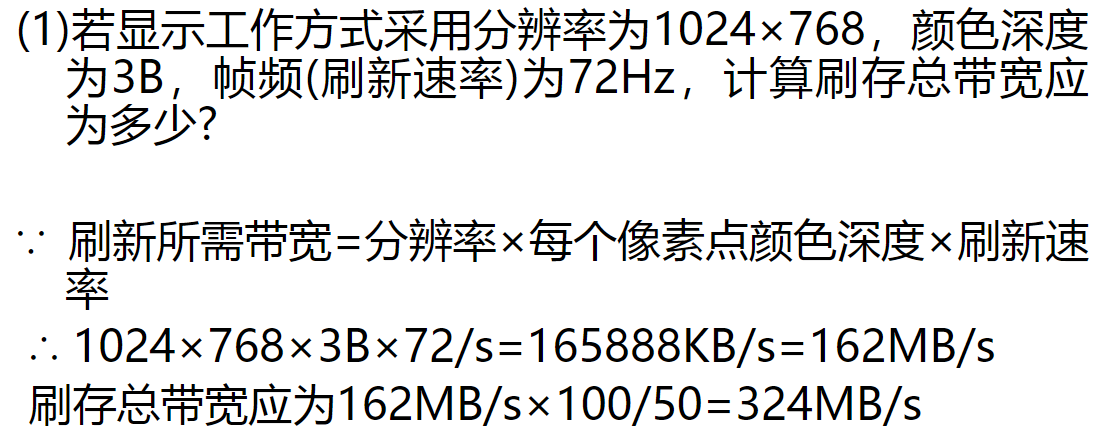 (1)若显示工作方式采用分辨率为1024×768，颜色深度
为3B，帧频(刷新速率)为72Hz，计算刷存总带宽应
为多少?
∵ 刷新所需带宽=分辨率×每个像素点颜色深度×刷新速
率
∴ 1024×768×3B×72/s=165888KB/s=162MB/s
刷存总带宽应为162MB/s×100/50=324MB/s